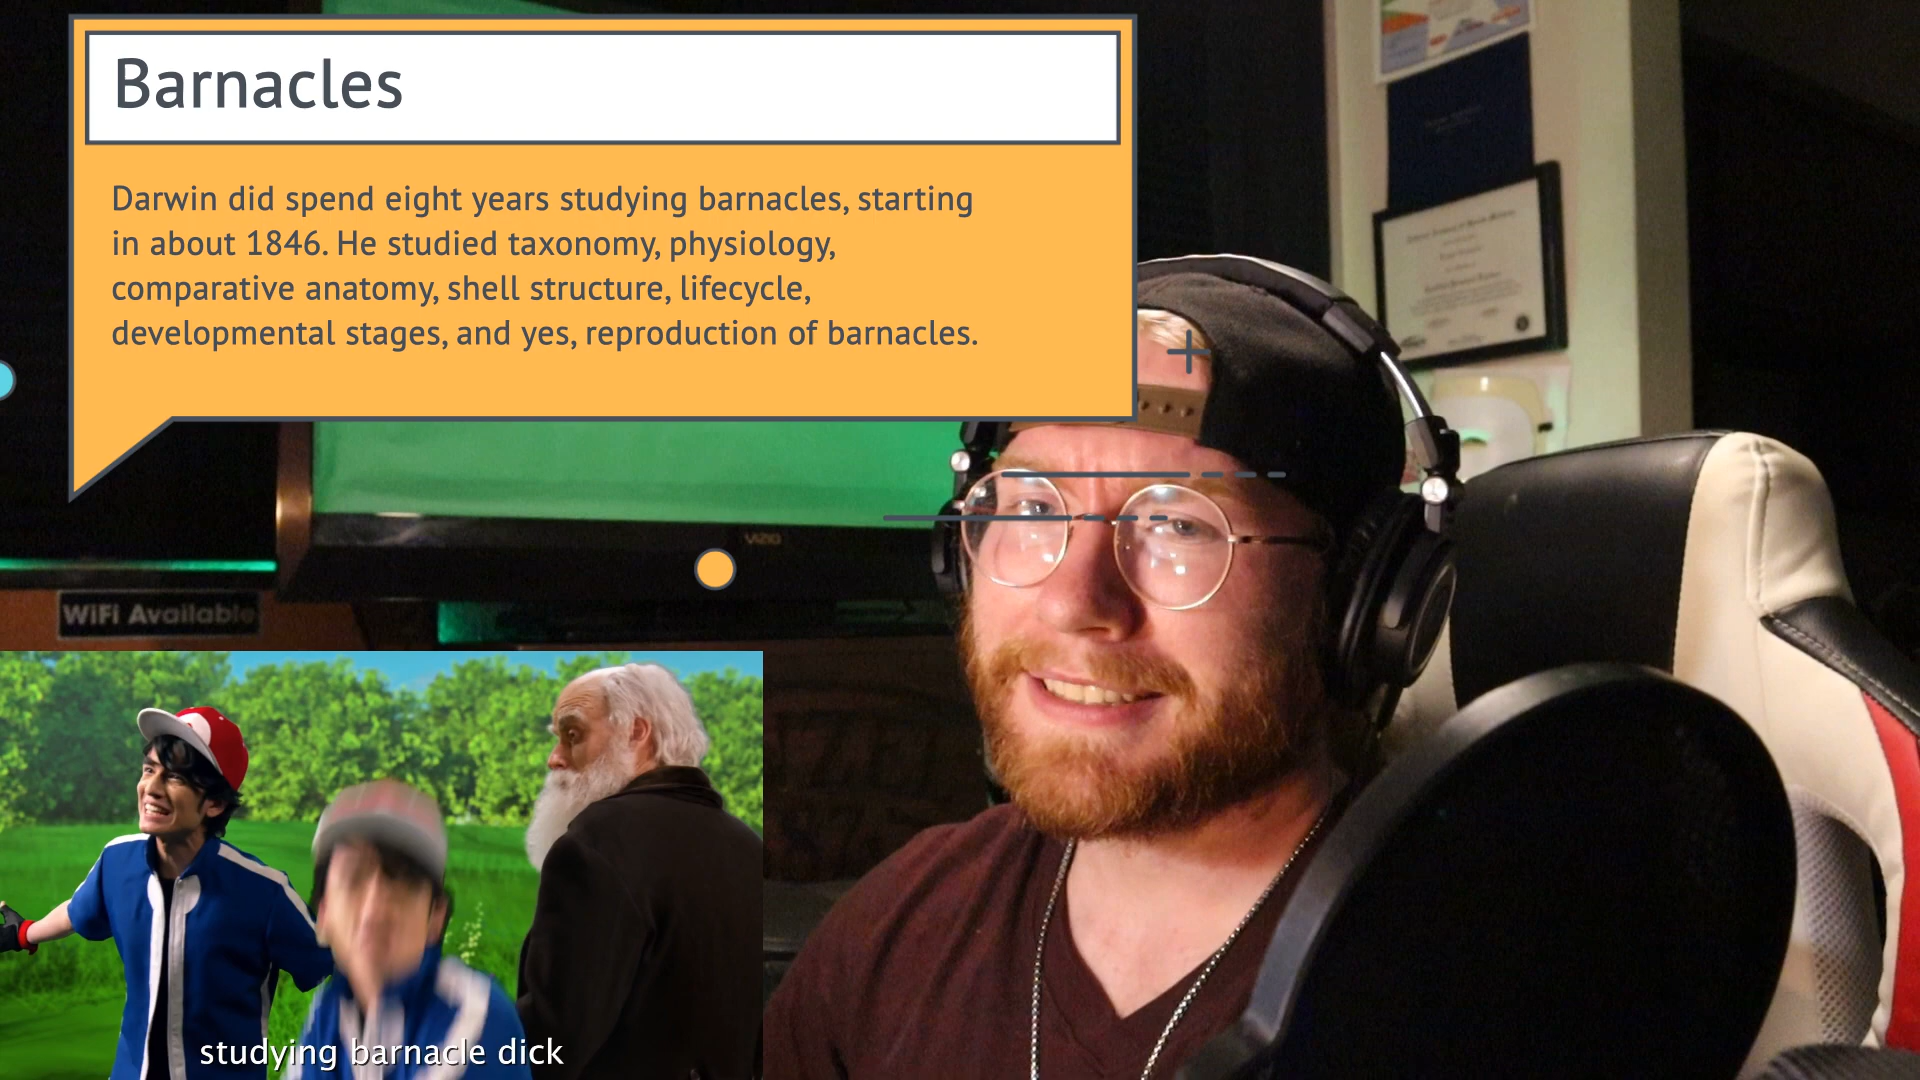 Barnacles
Darwin did spend eight years studying barnacles, starting
in about 1846. He studied taxonomy, physiology,
comparative anatomy, shell structure, lifecycle,
developmental stages, and yes, reproduction of barnacles.
VIZIO
WiFi Available
studying barnacle dick